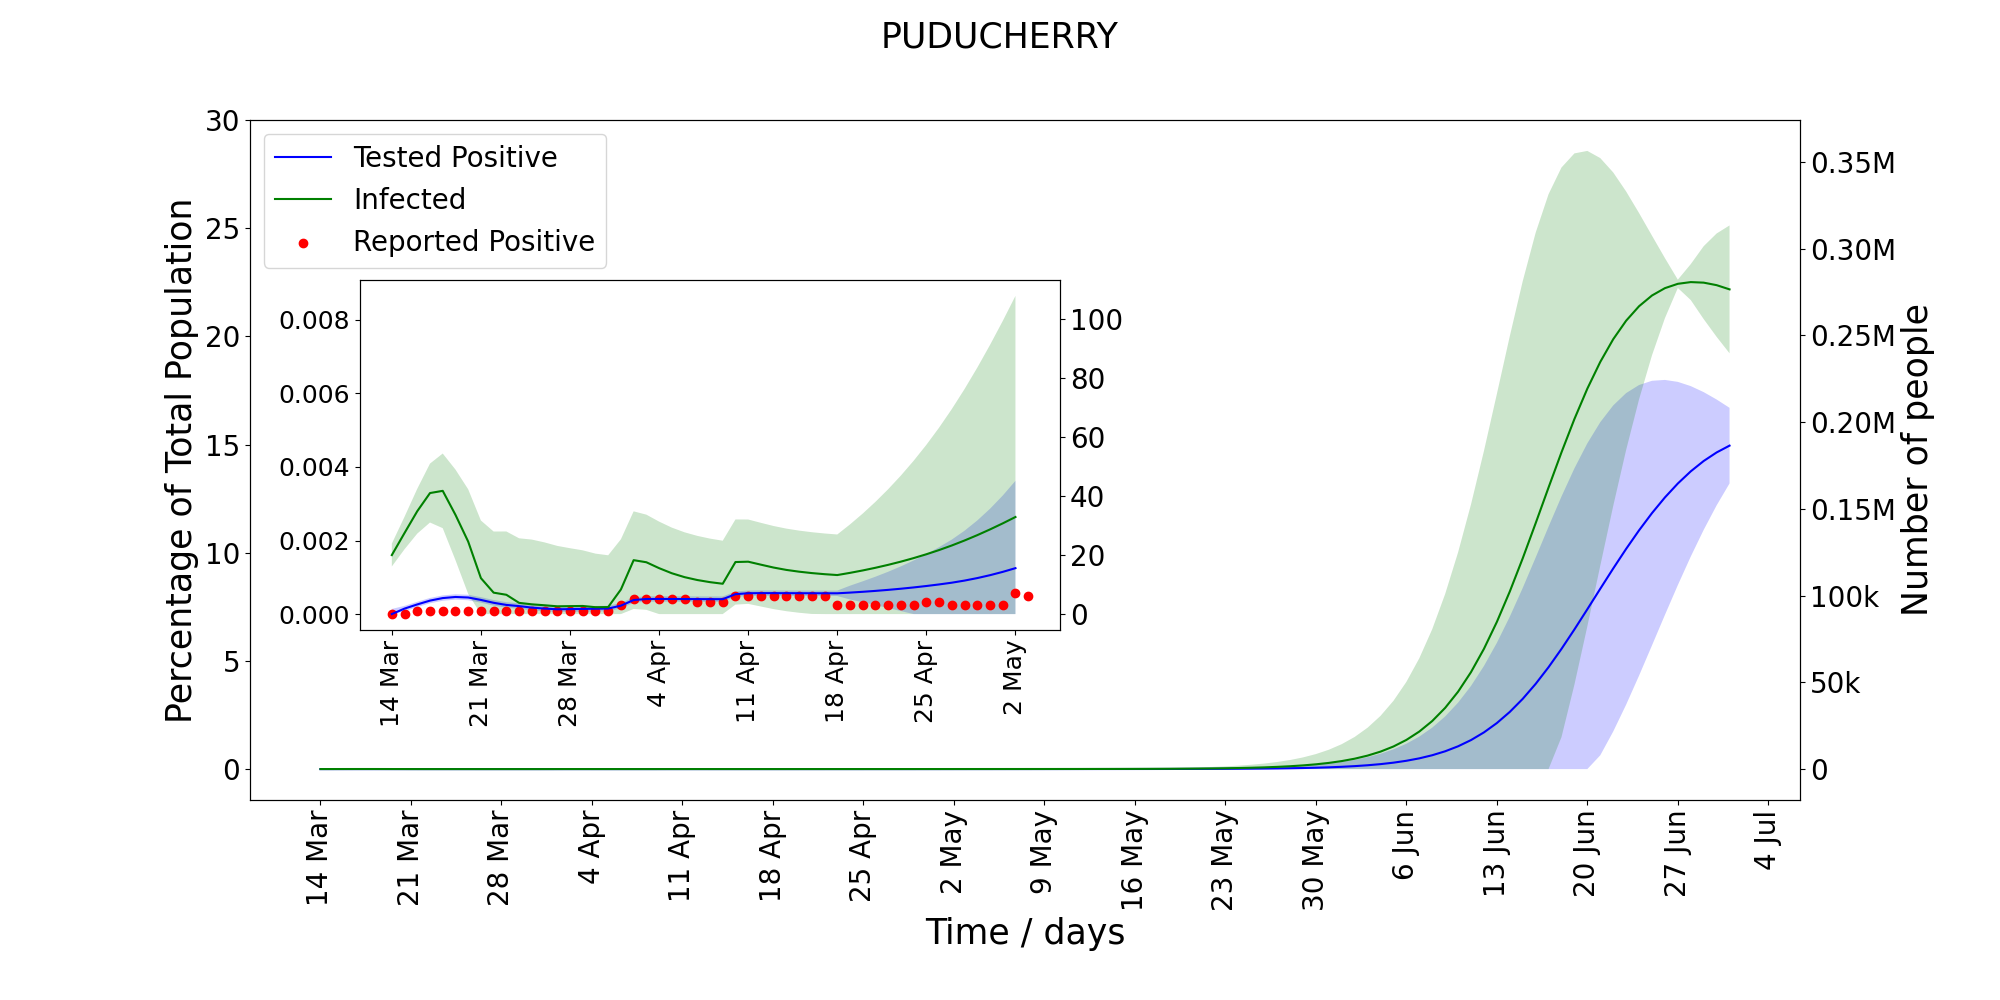 PUDUCHERRY
Percentage of Total Population
30
25
20
15
10
5
0
Tested Positive
Infected
Reported Positive
0.008
0.006
0.004
0.002
0.000
100
80
60
40
20
0
14 Mar
21 Mar
28 Mar
4 Apr
11 Apr
18 Apr
25 Apr
2 May
0.35M
0.30M
0.25M
0.20M
0.15M
100k
50k
0
Number of people
14 Mar
21 Mar
28 Mar
4 Apr
11 Apr
18 Apr
25 Apr
2 May
9 May
16 May
23 May
30 May
6 Jun
13 Jun
20 Jun
27 Jun
4 Jul
Time / days